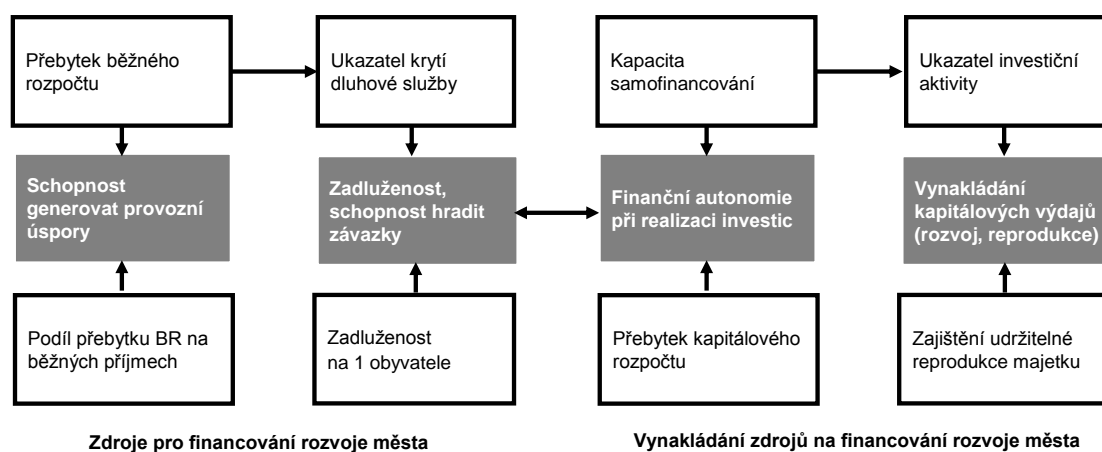 Přebytek běžného
rozpočtu
Ukazatel krytí
dluhové služby
Kapacita
samofinancování
Ukazatel investiční
aktivity
Schopnost
generovat provozní
úspory
Zadluženost,
schopnost hradit
závazky
Finanční autonomie
při realizaci investic
Vynakládání
kapitálových výdajů
(rozvoj, reprodukce)
Podíl přebytku BR na
běžných příjmech
Zadluženost
na 1 obyvatele
Přebytek kapitálového
rozpočtu
Zajištění udržitelné
reprodukce majetku
Zdroje pro financování rozvoje města
Vynakládání zdrojů na financování rozvoje města